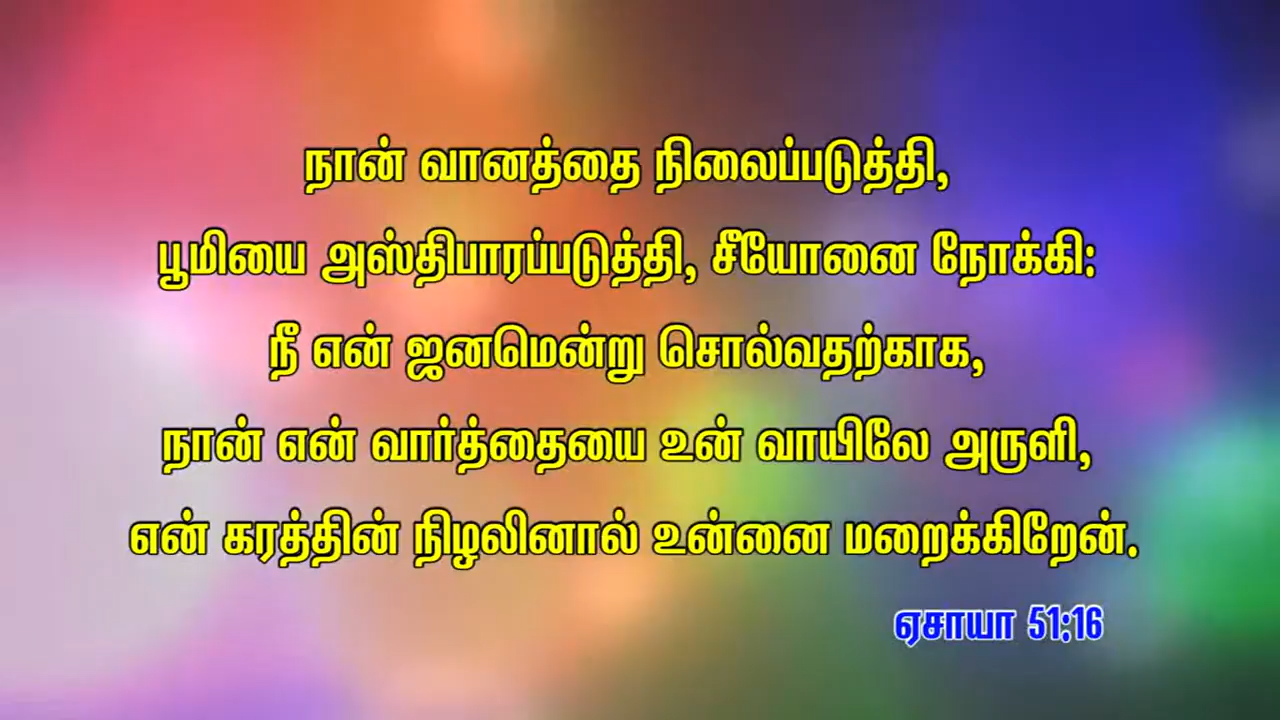 நான் வானத்தை நிலைப்படுத்தி,
பூமியை அஸ்திபாரப்படுத்தி, சீயோனை நோக்கி:
நீ என் ஜனமென்று சொல்வதற்காக,
நான் என் வார்த்தையை உன் வாயிலே அருளி,
என் கரத்தின் நிழலினால் உன்னை மறைக்கிறேன்.
ஏசாயா 51:16